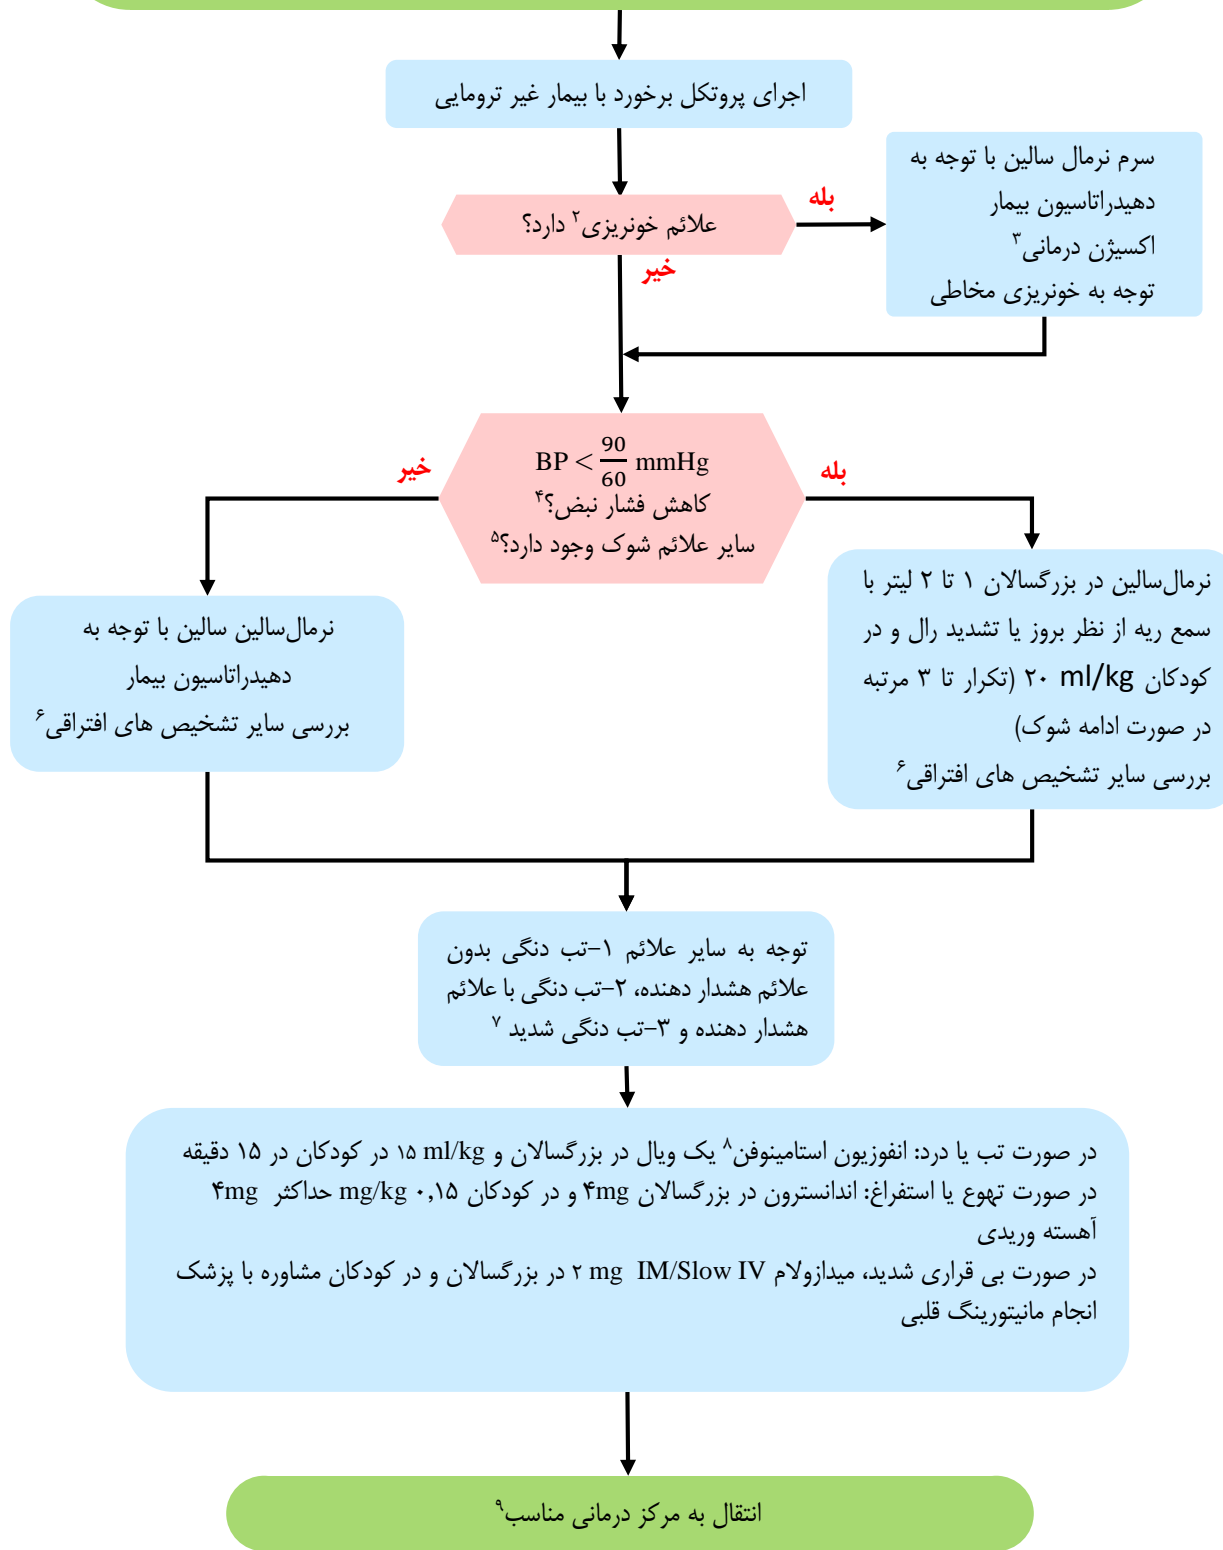 اجرای پروتکل برخورد با بیمار غیر ترومایی
علائم خونریزی۲ دارد؟
بله
سرم نرمال سالین با توجه به
دهیدراتاسیون بیمار
اکسیژن درمانی۳
توجه به خونریزی مخاطی
خیر
BP < 90/60 mmHg
کاهش فشار نبض؟۴
سایر علائم شوک وجود دارد؟۵
بله
نرمال‌سالین در بزرگسالان ۱ تا ۲ لیتر با
سمع ریه از نظر بروز یا تشدید رال و در
کودکان ۲۰ ml/kg (تکرار تا ۳ مرتبه
در صورت ادامه شوک)
بررسی سایر تشخیص های افتراقی۶
خیر
نرمال‌سالین سالین با توجه به
دهیدراتاسیون بیمار
بررسی سایر تشخیص های افتراقی۶
توجه به سایر علائم ۱-تب دنگی بدون
علائم هشدار دهنده، ۲-تب دنگی با علائم
هشدار دهنده و ۳-تب دنگی شدید ۷
در صورت تب یا درد: انفوزیون استامینوفن۸ یک ویال در بزرگسالان و ۱۵ ml/kg در کودکان در ۱۵ دقیقه
در صورت تهوع یا استفراغ: اندانسترون در بزرگسالان ۴mg و در کودکان ۰,۱۵ mg/kg حداکثر ۴mg
آهسته وریدی
در صورت بی قراری شدید، میدازولام ۲ mg IM/Slow IV در بزرگسالان و در کودکان مشاوره با پزشک
انجام مانیتورینگ قلبی
انتقال به مرکز درمانی مناسب۹